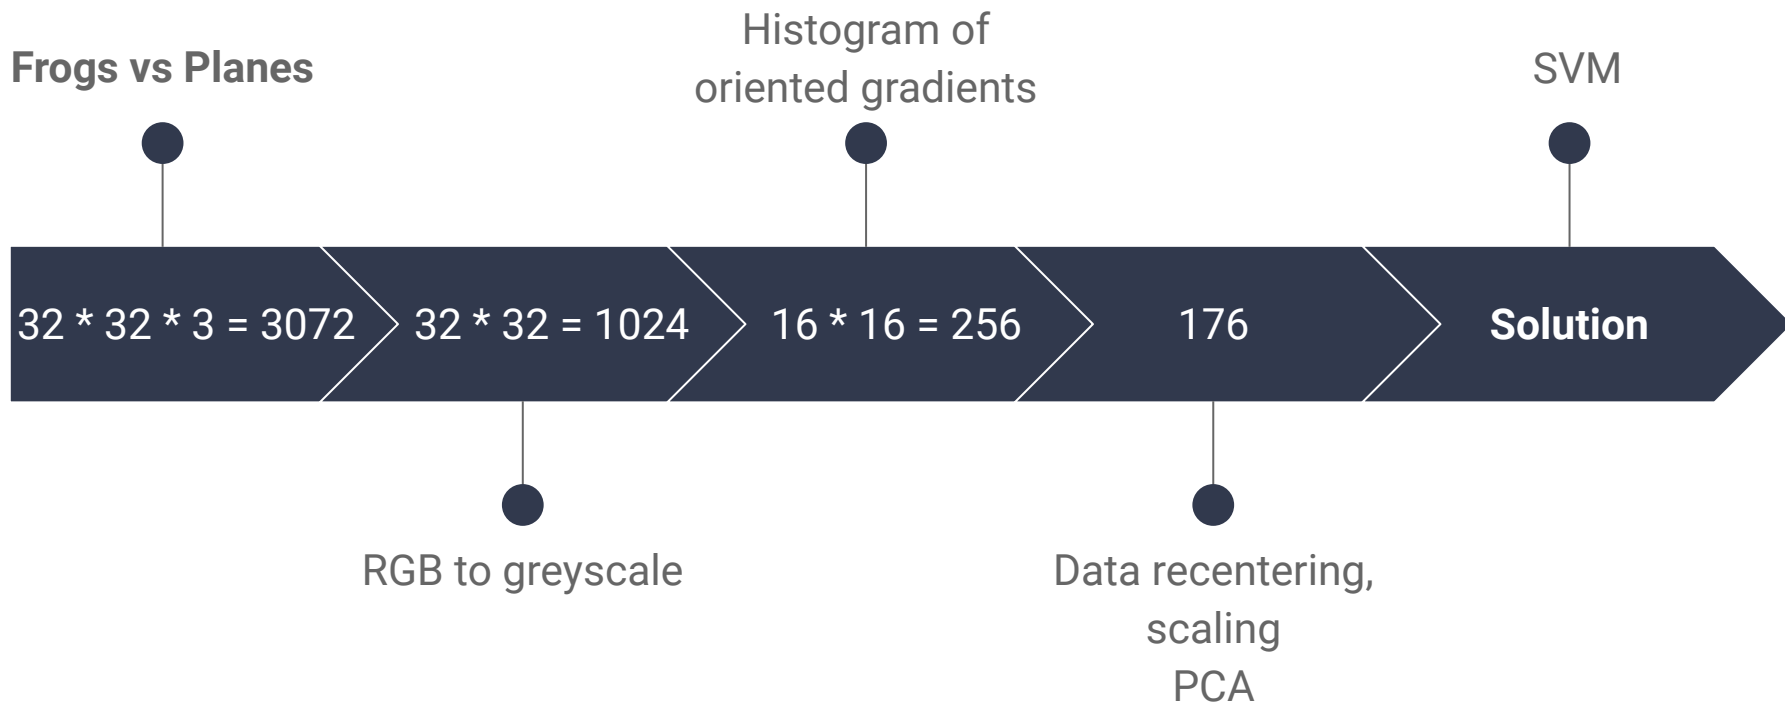 Frogs vs Planes
Histogram of
oriented gradients
SVM
32 * 32 * 3 = 3072
32 * 32 = 1024
16 * 16 = 256
176
Solution
RGB to greyscale
Data recentering,
scaling
PCA